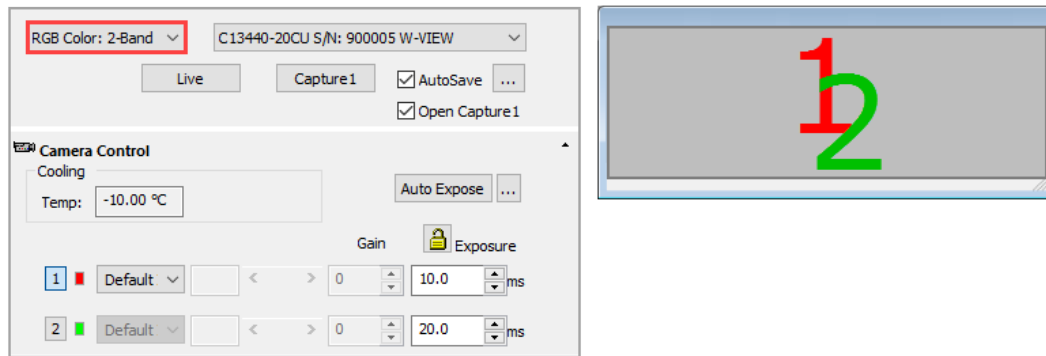 RGB Color: 2-Band C13440-20CU S/N: 900005 W-VIEW
Live Capture1 AutoSave ...
Open Capture1
Camera Control
Cooling
Temp: -10.00 ºC
Auto Expose ...
Gain Exposure
1 Default 0 10.0 ms
2 Default 0 20.0 ms
1
2